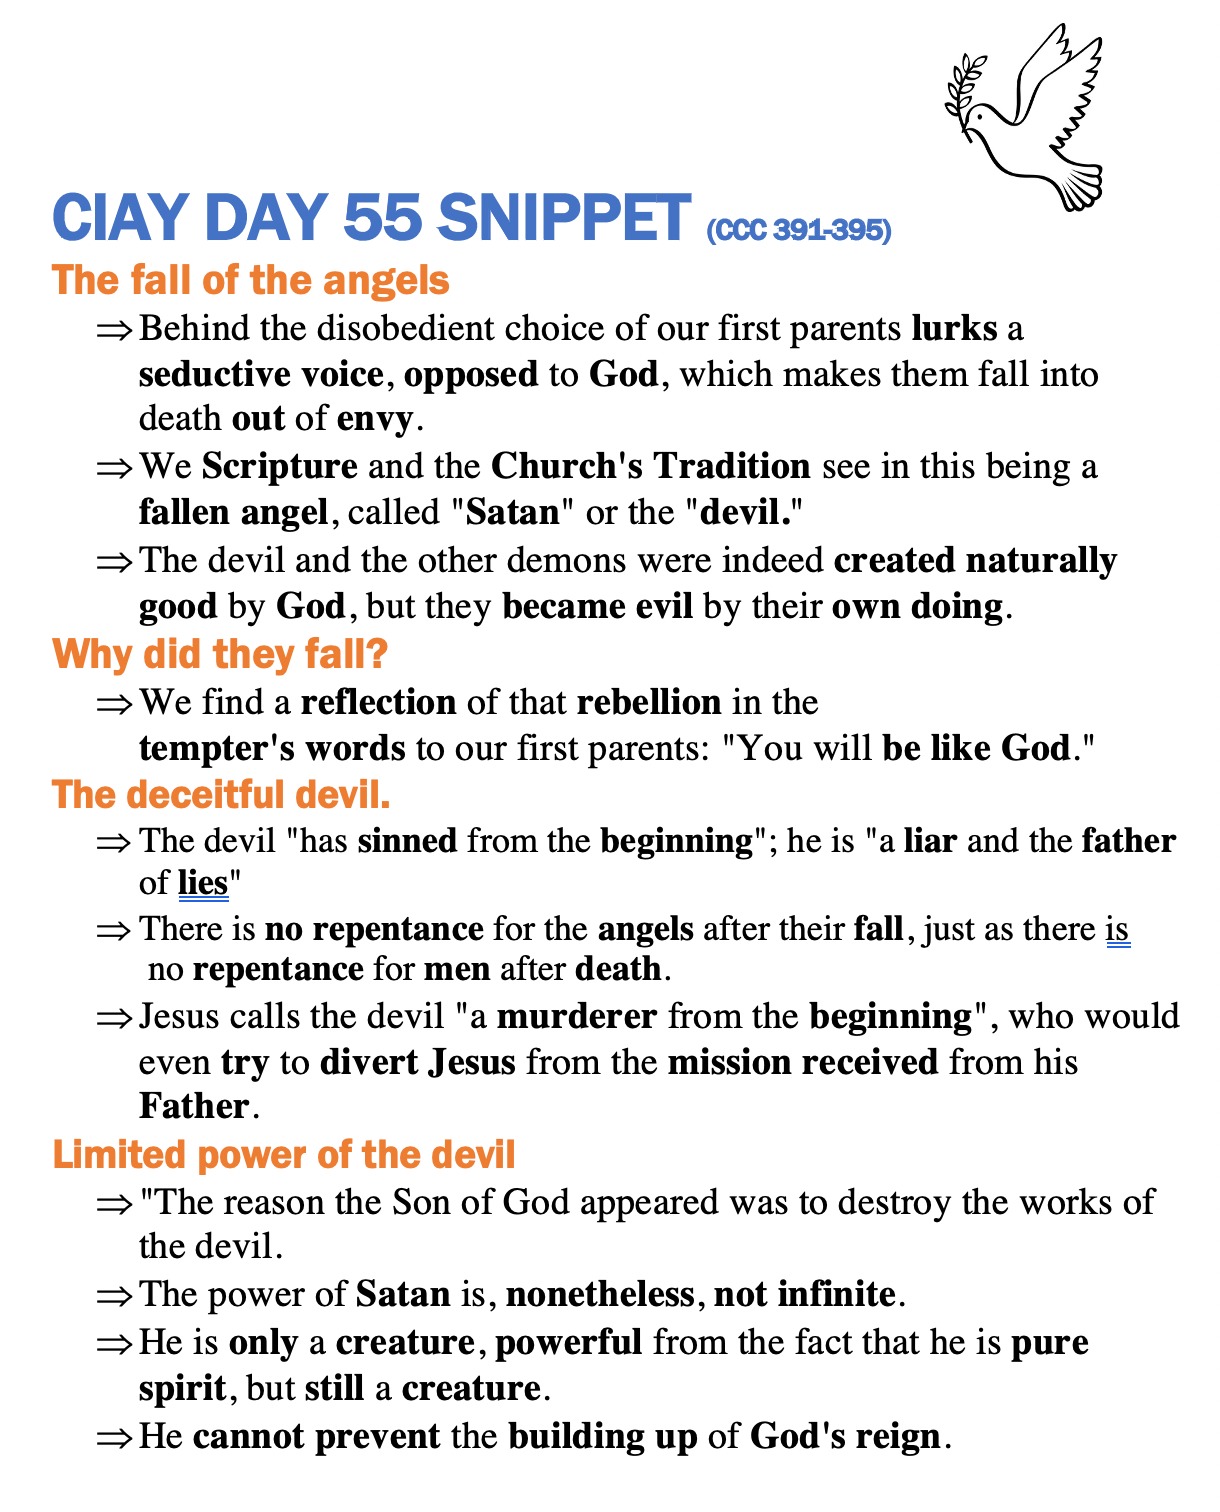 CIAY DAY 55 SNIPPET (CCC 391-395)
The fall of the angels
⇒ Behind the disobedient choice of our first parents lurks a
seductive voice, opposed to God, which makes them fall into
death out of envy.
⇒ We Scripture and the Church's Tradition see in this being a
fallen angel, called "Satan" or the "devil."
⇒ The devil and the other demons were indeed created naturally
good by God, but they became evil by their own doing.
Why did they fall?
⇒ We find a reflection of that rebellion in the
tempter's words to our first parents: "You will be like God."
The deceitful devil.
⇒ The devil "has sinned from the beginning"; he is "a liar and the father
of lies"
⇒ There is no repentance for the angels after their fall, just as there is
no repentance for men after death.
⇒ Jesus calls the devil "a murderer from the beginning", who would
even try to divert Jesus from the mission received from his
Father.
Limited power of the devil
⇒ "The reason the Son of God appeared was to destroy the works of
the devil.
⇒ The power of Satan is, nonetheless, not infinite.
⇒ He is only a creature, powerful from the fact that he is pure
spirit, but still a creature.
⇒ He cannot prevent the building up of God's reign.